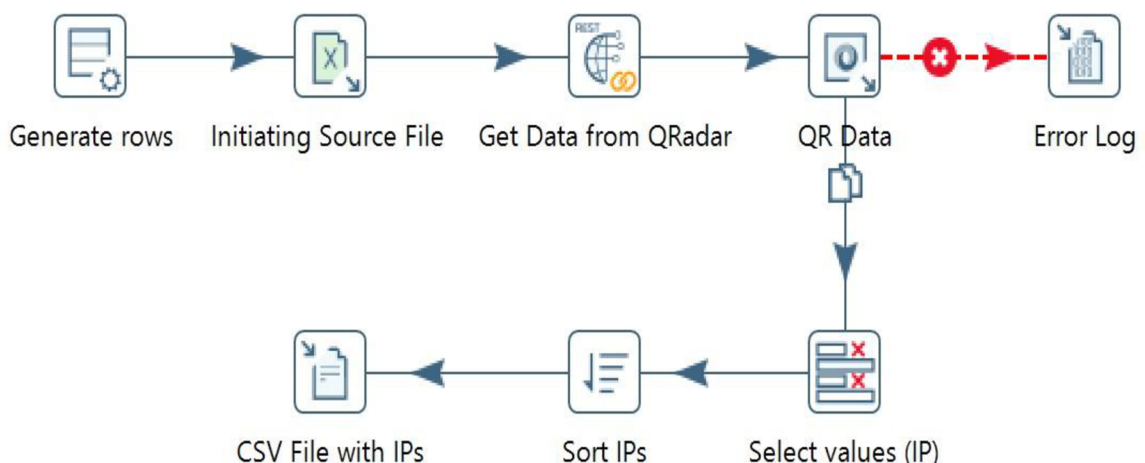 REST
X
Generate rows
Initiating Source File
Get Data from QRadar
QR Data
Error Log
CSV File with IPs
Sort IPs
Select values (IP)